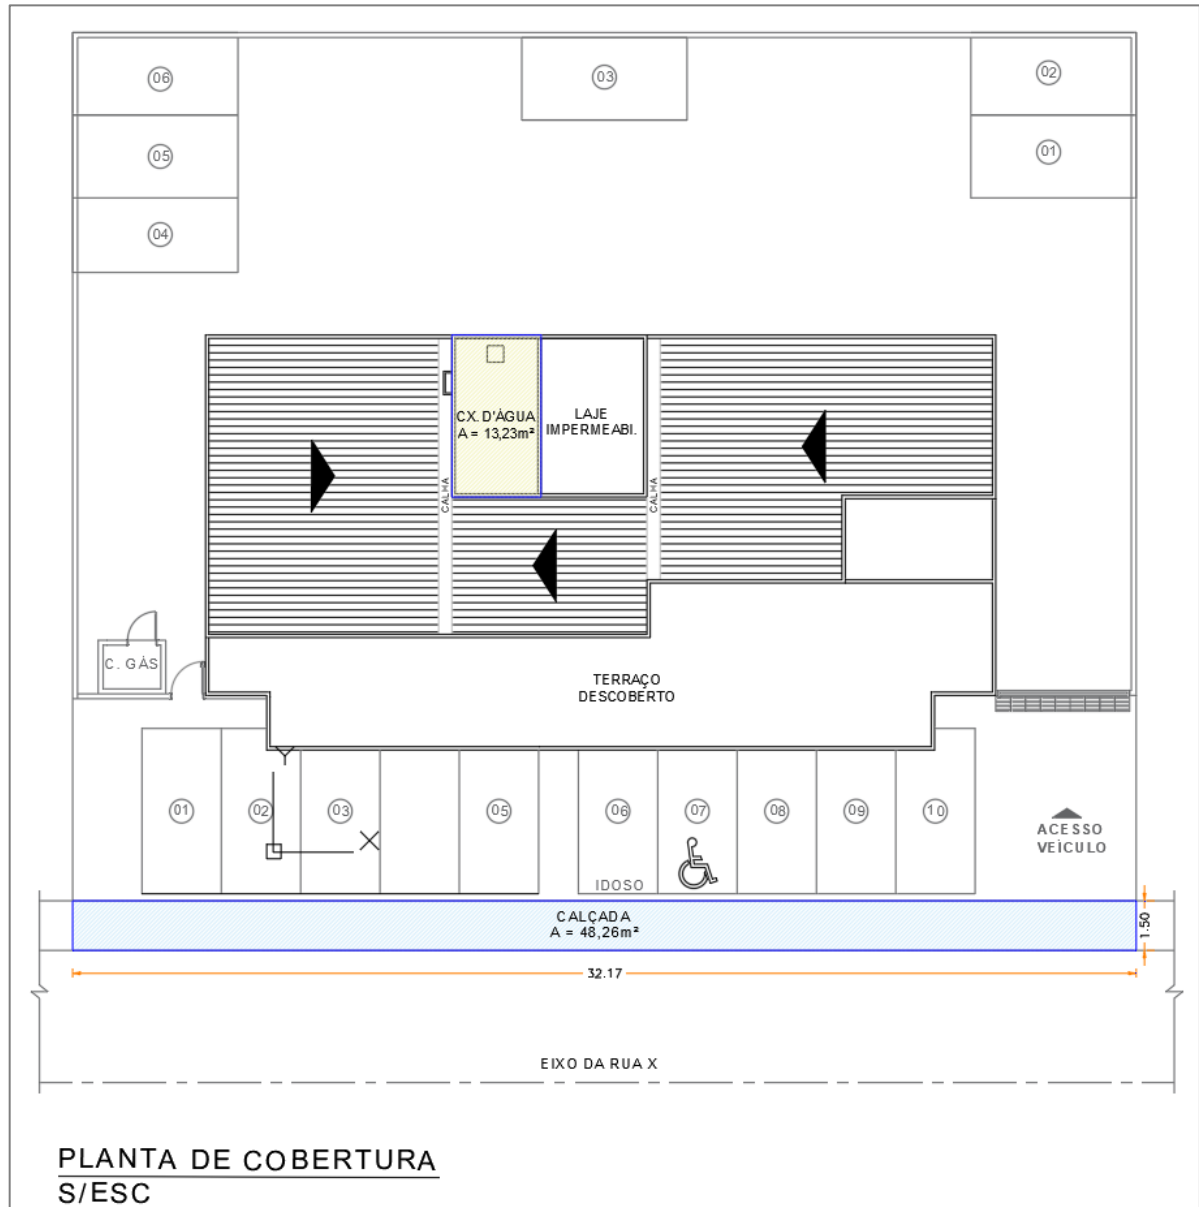 06
03
02
05
01
04
CX. D'ÁGUA
A = 13,23m²
LAJE
IMPERMEABI.
CALHA
CALHA
C. GÁS
TERRAÇO
DESCOBERTO
Y
X
01
02
03
05
06
07
08
09
10
IDOSO
ACESSO
VEÍCULO
CALÇADA
A = 48,26m²
1.50
32.17
EIXO DA RUA X
PLANTA DE COBERTURA
S/ESC